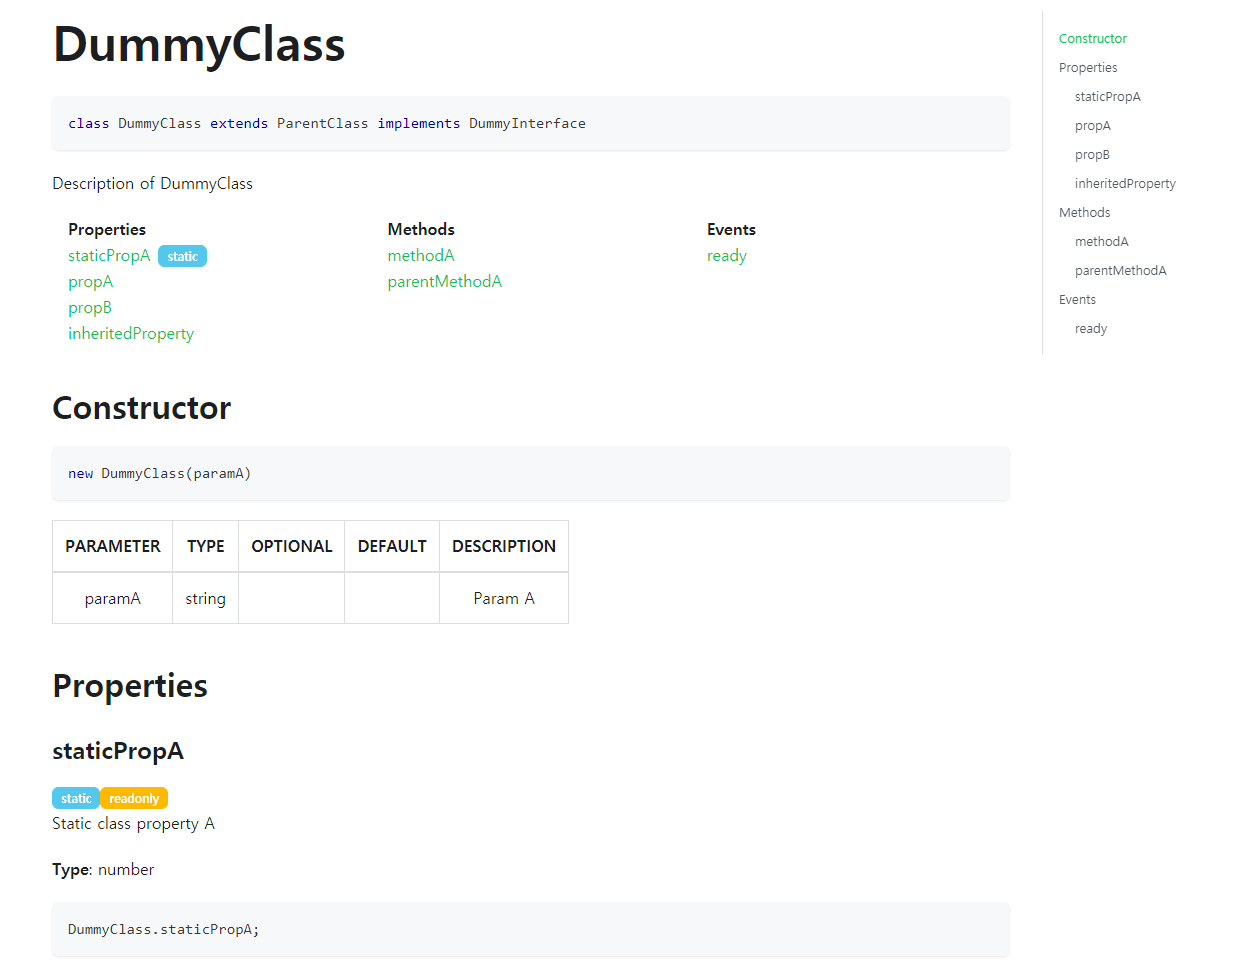 DummyClass
class DummyClass extends ParentClass implements DummyInterface
Description of DummyClass
Properties
staticPropA static
propA
propB
inheritedProperty
Methods
methodA
parentMethodA
Events
ready
Constructor
new DummyClass(paramA)
PARAMETER TYPE OPTIONAL DEFAULT DESCRIPTION
paramA string Param A
Properties
staticPropA
static readonly
Static class property A
Type: number
DummyClass.staticPropA;
Constructor
Properties
staticPropA
propA
propB
inheritedProperty
Methods
methodA
parentMethodA
Events
ready